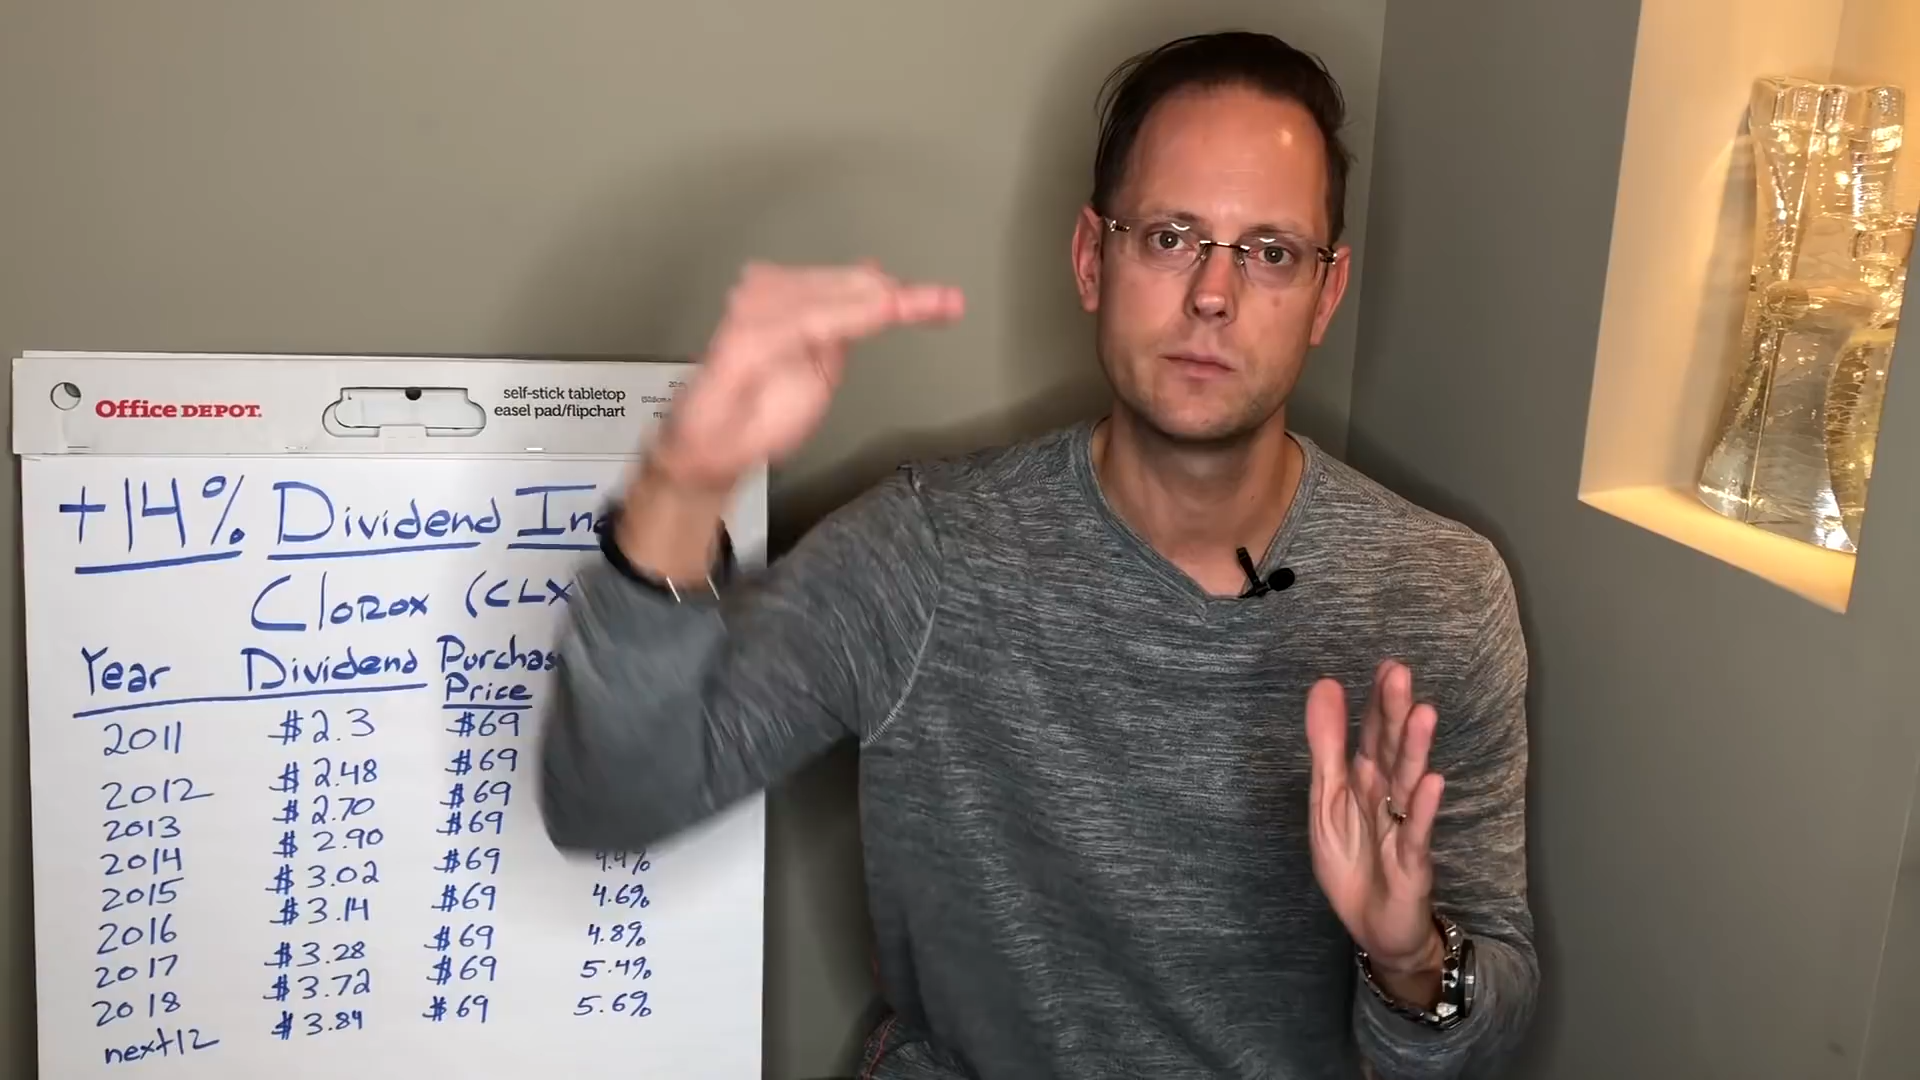 Office DEPOT.
self-stick tabletop
easel pad/flipchart
+14% Dividend
Clorox (CLX
Year Dividend Purchas
Price
2011 $2.3 $69
2012 $2.48 $69
2013 $2.70 $69
2014 $2.90 $69
2015 $3.02 $69 4.4%
2016 $3.14 $69 4.6%
2017 $3.28 $69 4.8%
2018 $3.72 $69 5.4%
next12 $3.84 $69 5.6%